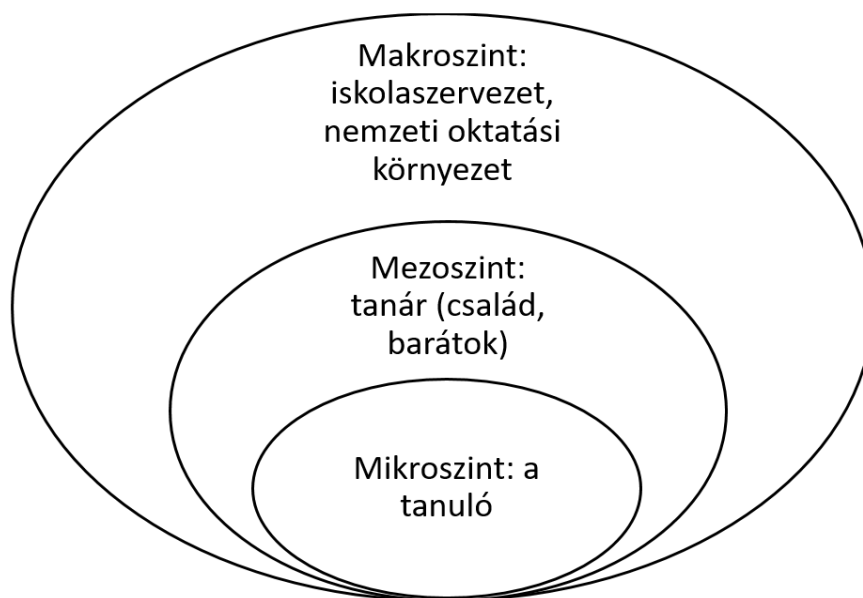 Makroszint:
iskolaszervezet,
nemzeti oktatási
környezet
Mezoszint:
tanár (család,
barátok)
Mikroszint: a
tanuló